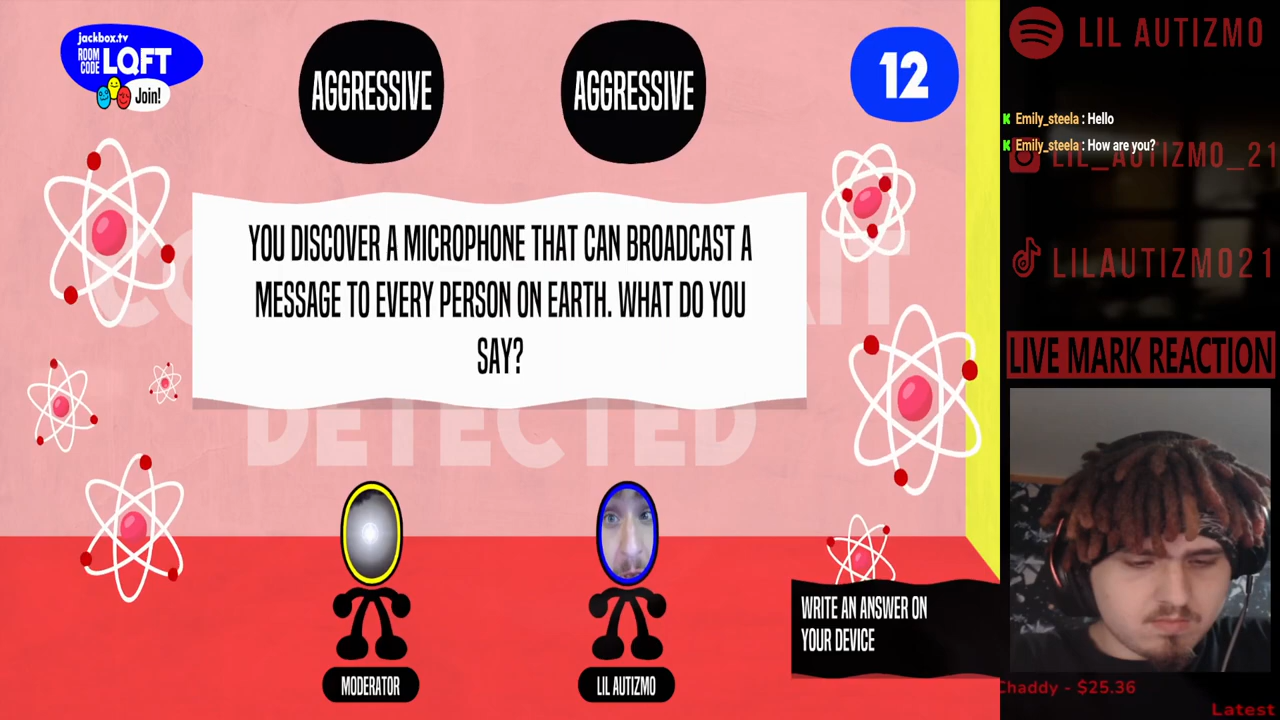 jackbox.tv
ROOM CODE LQFT
Join!
AGGRESSIVE
AGGRESSIVE
12
YOU DISCOVER A MICROPHONE THAT CAN BROADCAST A
MESSAGE TO EVERY PERSON ON EARTH. WHAT DO YOU
SAY?
DETECTED
MODERATOR
LIL AUTIZMO
WRITE AN ANSWER ON
YOUR DEVICE
LIL AUTIZMO
Emily_steela : Hello
Emily_steela : How are you?
LIL_AUTIZMO_21
LILAUTIZMO21
LIVE MARK REACTION
Chaddy - $25.36
Latest